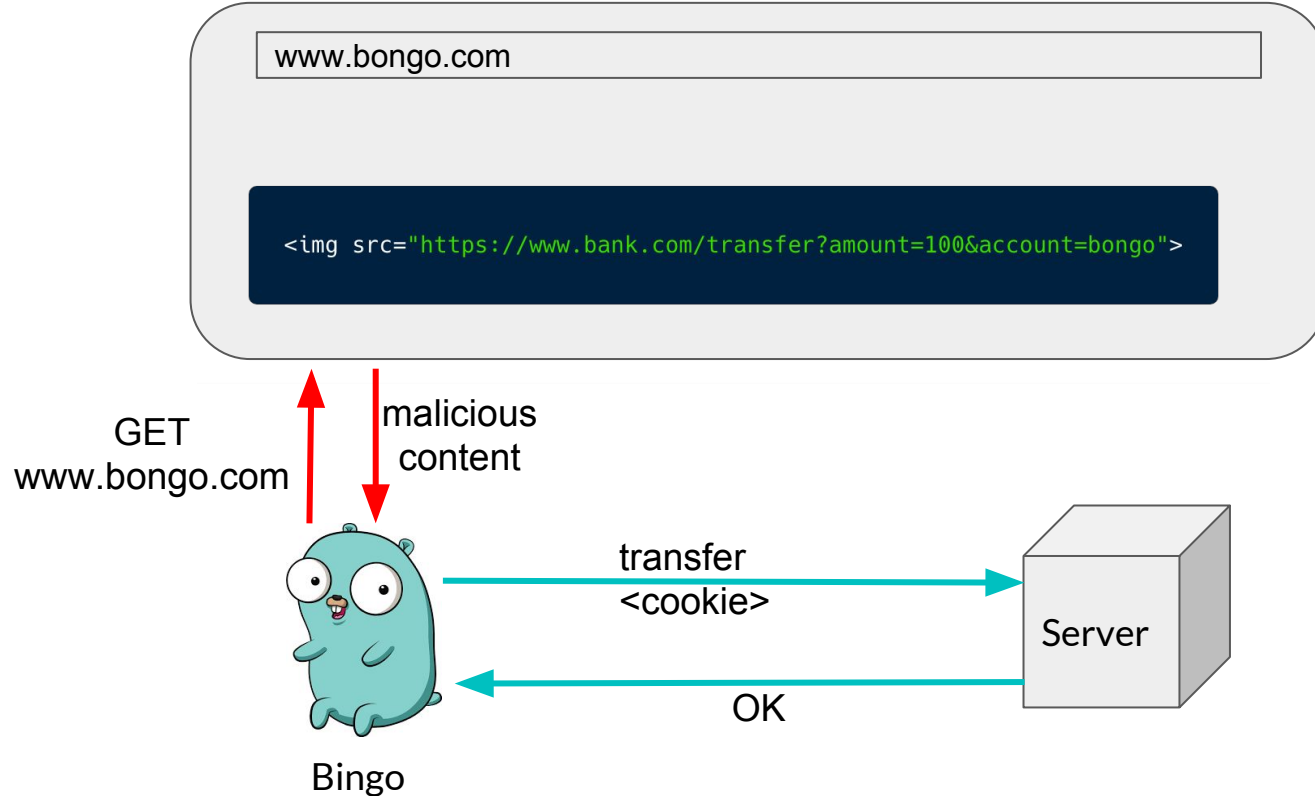 www.bongo.com
<img src="https://www.bank.com/transfer?amount=100&account=bongo">
GET
www.bongo.com
malicious
content
transfer
<cookie>
Server
OK
Bingo